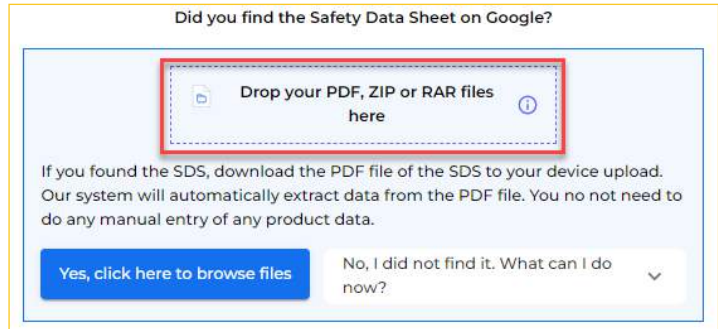 Did you find the Safety Data Sheet on Google?
Drop your PDF, ZIP or RAR files
here
If you found the SDS, download the PDF file of the SDS to your device upload.
Our system will automatically extract data from the PDF file. You no not need to
do any manual entry of any product data.
Yes, click here to browse files
No, I did not find it. What can I do
now?